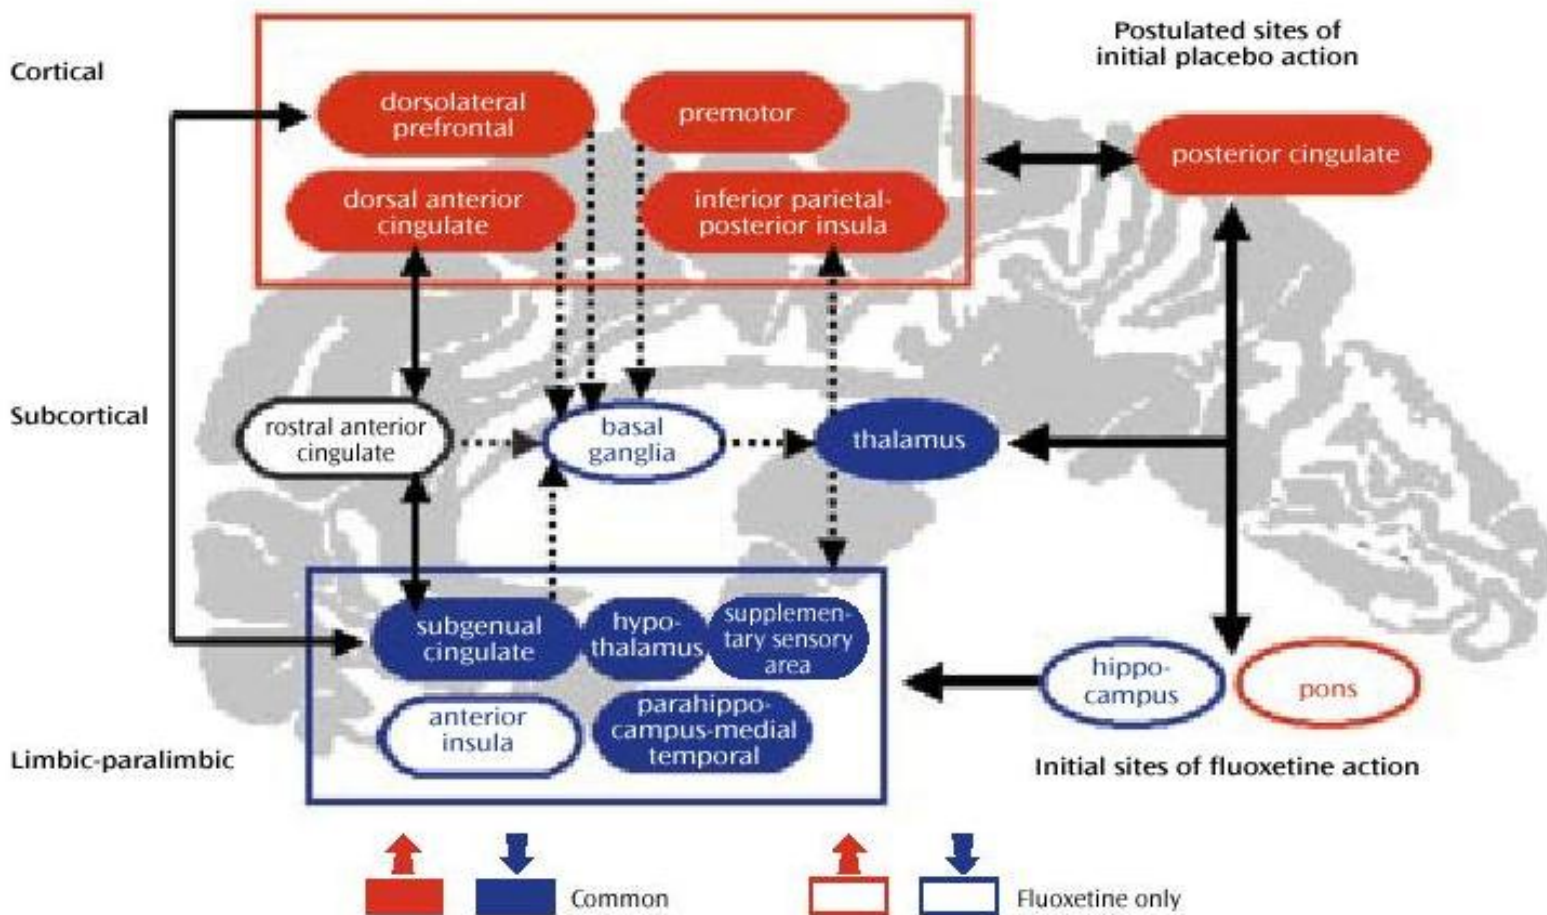 Postulated sites of
initial placebo action
Cortical
dorsolateral
prefrontal
premotor
posterior cingulate
dorsal anterior
cingulate
inferior parietal-
posterior insula
Subcortical
rostral anterior
cingulate
basal
ganglia
thalamus
subgenual
cingulate
hypo-
thalamus
supplemen-
tary sensory
area
hippo-
campus
pons
anterior
insula
parahippo-
campus-medial
temporal
Limbic-paralimbic
Initial sites of fluoxetine action
Common
Fluoxetine only